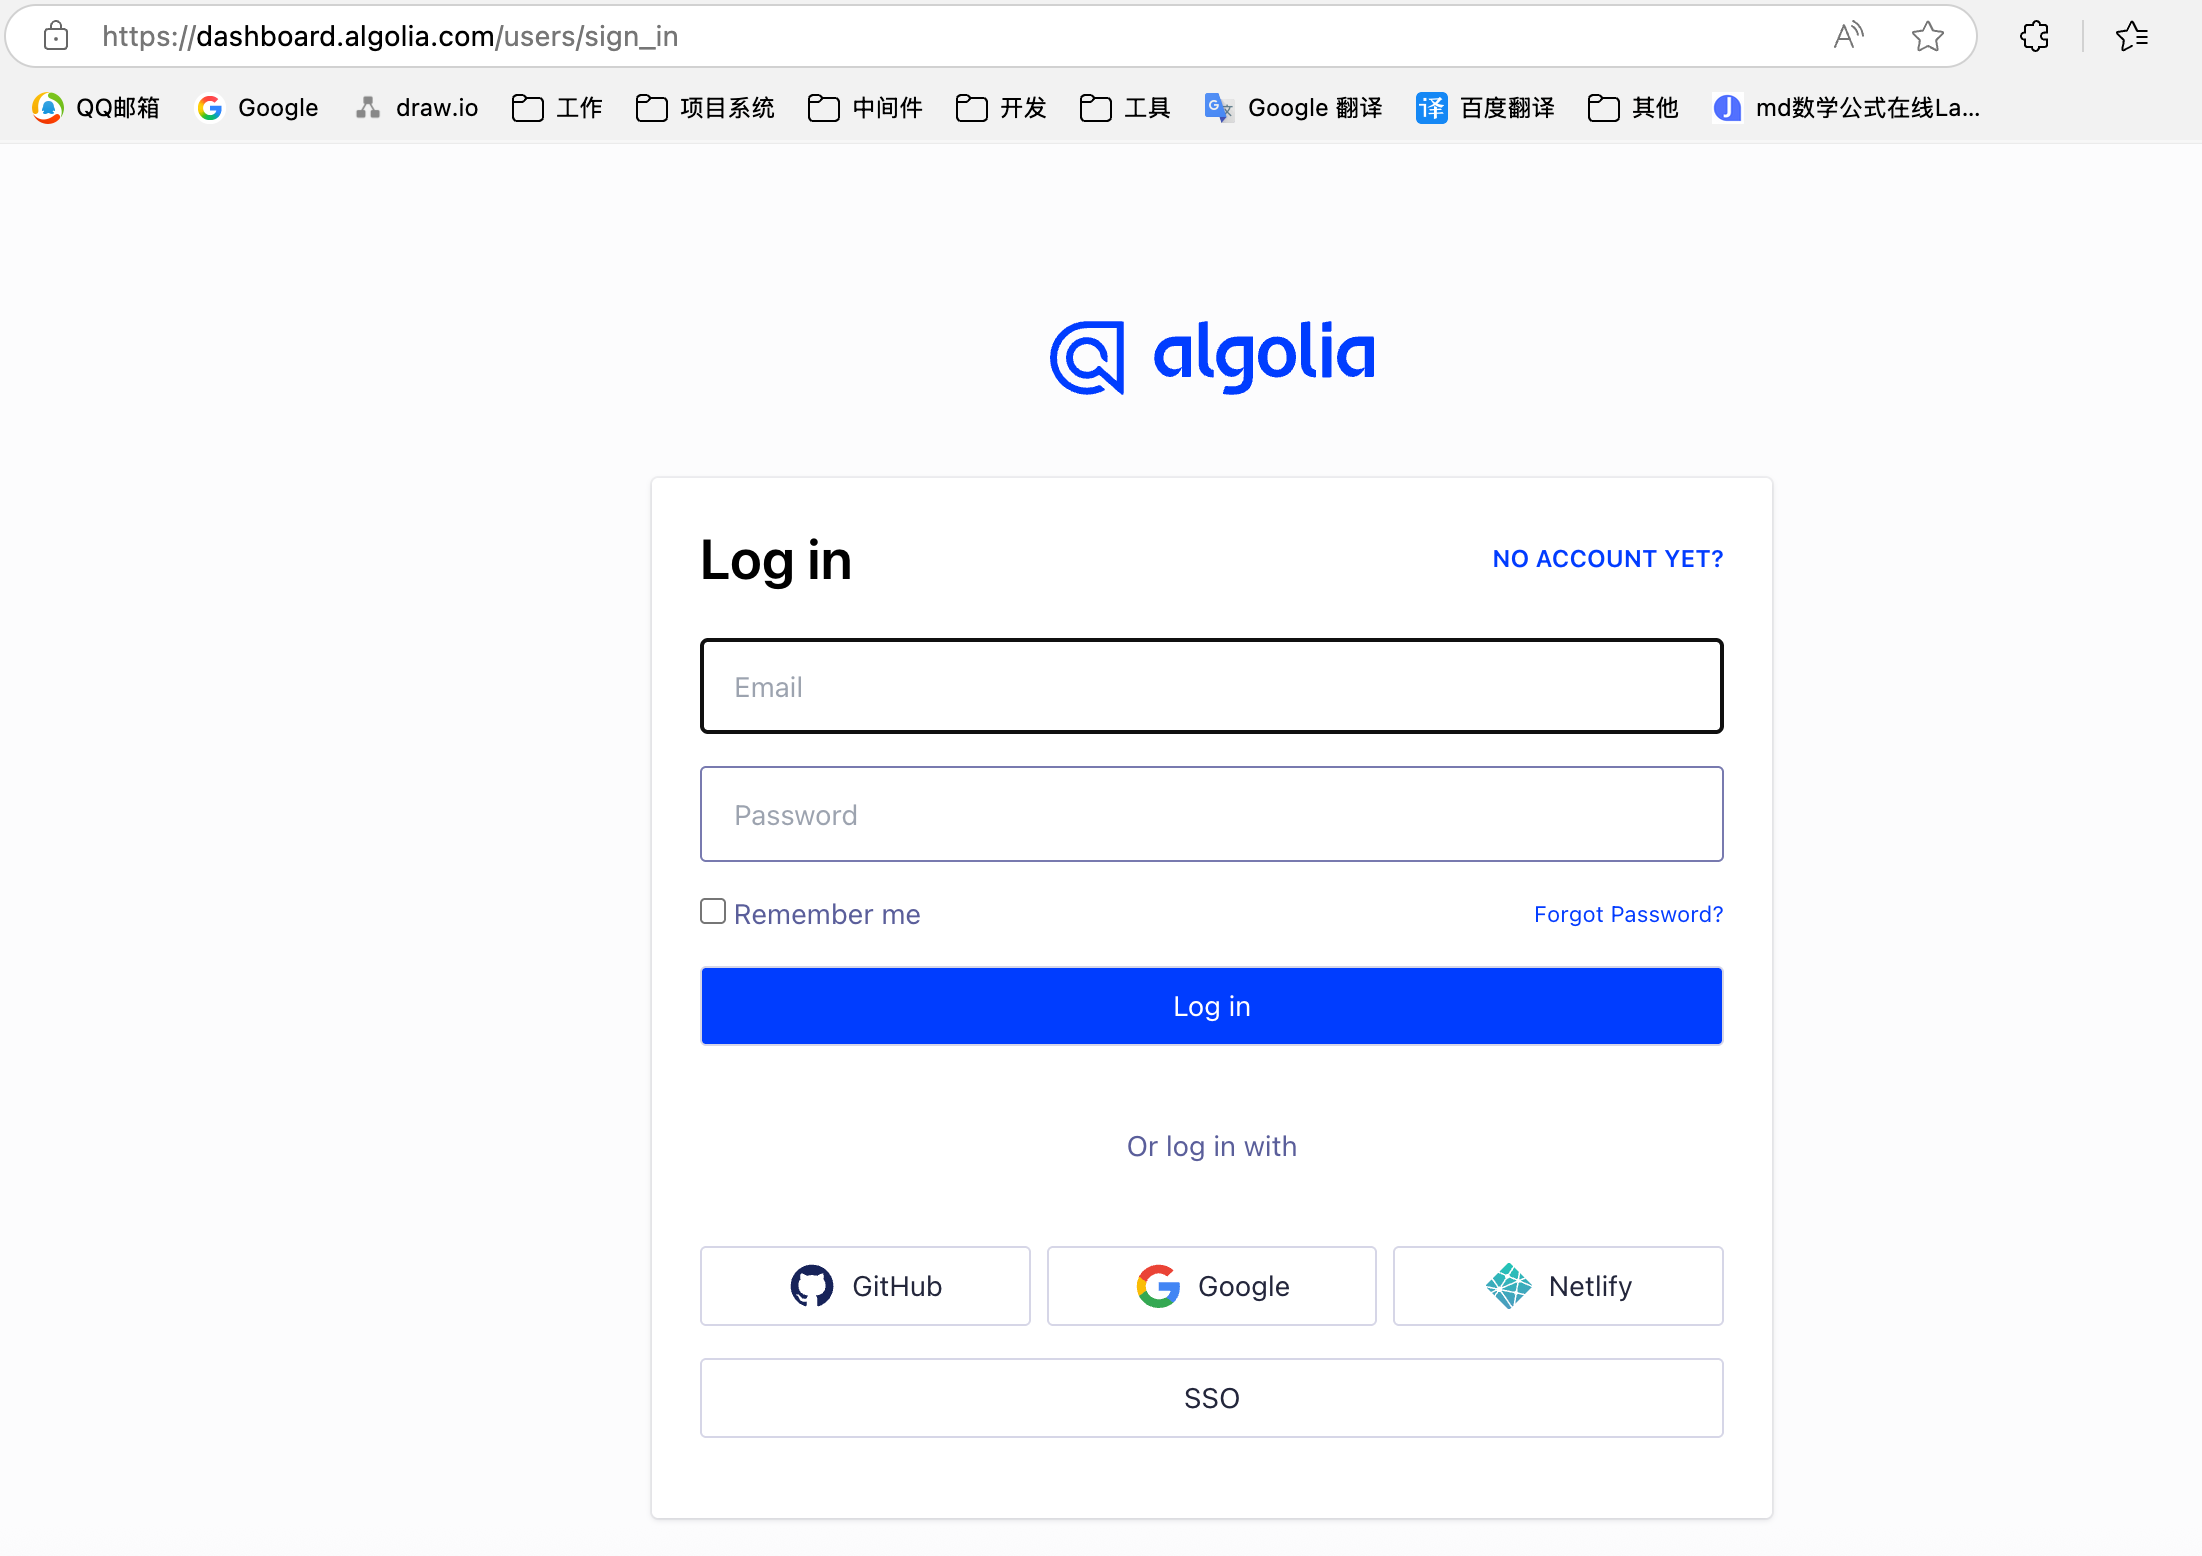 https://dashboard.algolia.com/users/sign_in
QQ邮箱 Google draw.io 工作 项目系统 中间件 开发 工具 Google 翻译 译 百度翻译 其他 md数学公式在线La...
algolia
Log in NO ACCOUNT YET?
Email
Password
Remember me Forgot Password?
Log in
Or log in with
GitHub Google Netlify
SSO